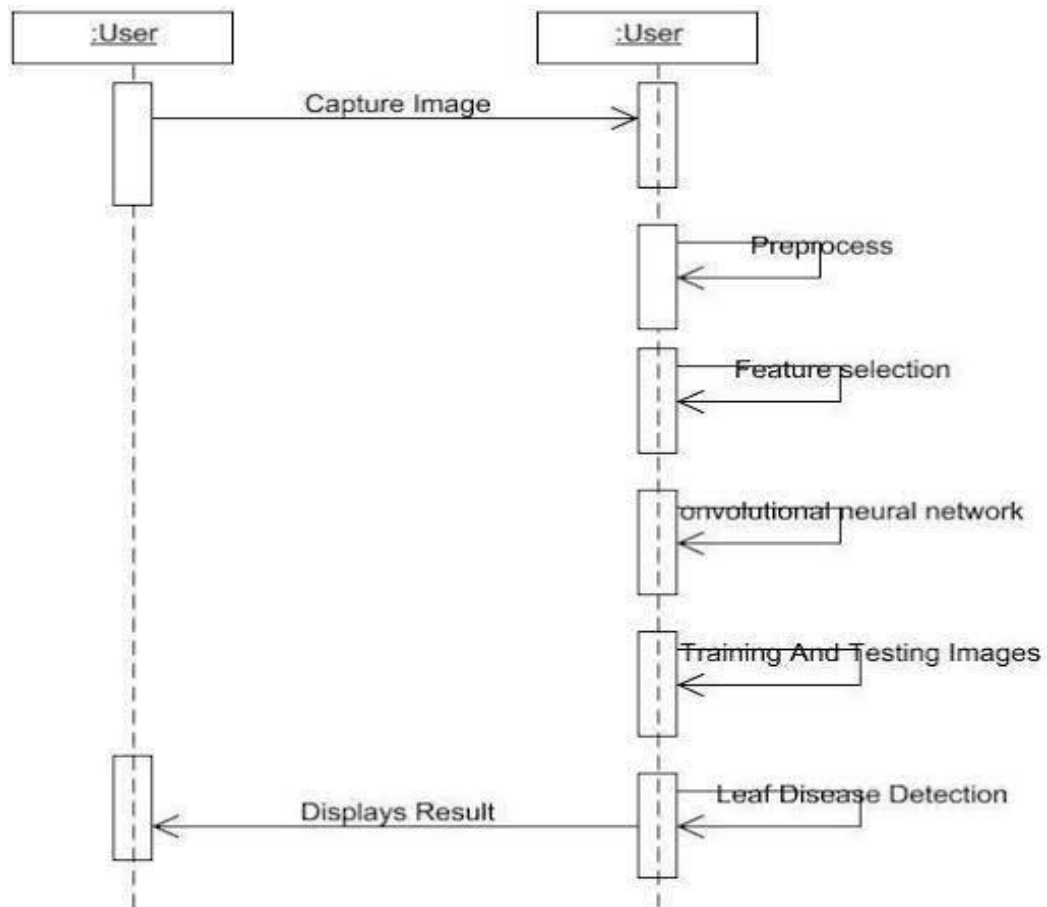 :User
:User
Capture Image
Preprocess
Feature selection
onvolutional neural network
Training And Testing Images
Leaf Disease Detection
Displays Result